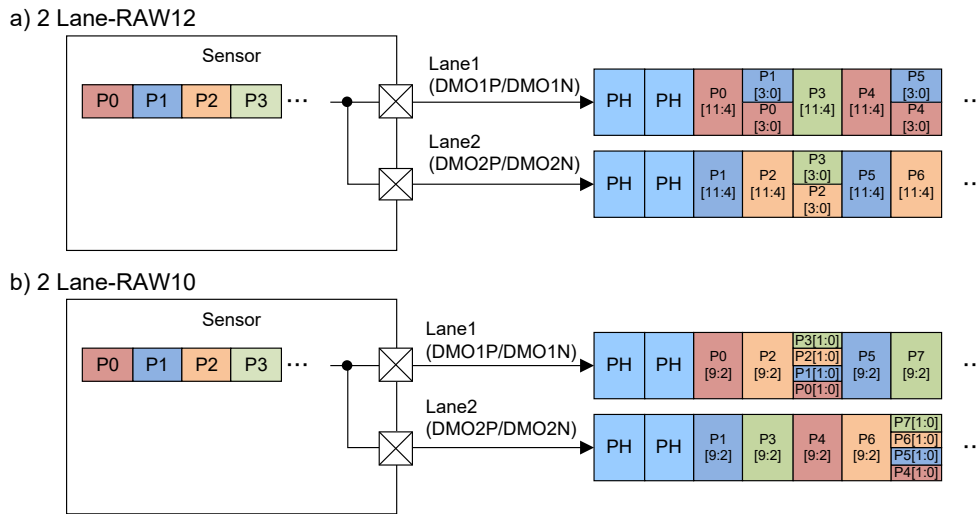 a) 2 Lane-RAW12
Sensor
P0 P1 P2 P3 ...
Lane1
(DMO1P/DMO1N)
PH PH P0 [11:4] P1 [3:0] P0 [3:0] P3 [11:4] P4 [11:4] P5 [3:0] P4 [3:0] ..
Lane2
(DMO2P/DMO2N)
PH PH P1 [11:4] P2 [11:4] P3 [3:0] P2 [3:0] P5 [11:4] P6 [11:4] ..
b) 2 Lane-RAW10
Sensor
P0 P1 P2 P3 ...
Lane1
(DMO1P/DMO1N)
PH PH P0 [9:2] P2 [9:2] P3[1:0] P2[1:0] P1[1:0] P0[1:0] P5 [9:2] P7 [9:2] ..
Lane2
(DMO2P/DMO2N)
PH PH P1 [9:2] P3 [9:2] P4 [9:2] P6 [9:2] P7[1:0] P6[1:0] P5[1:0] P4[1:0] ..